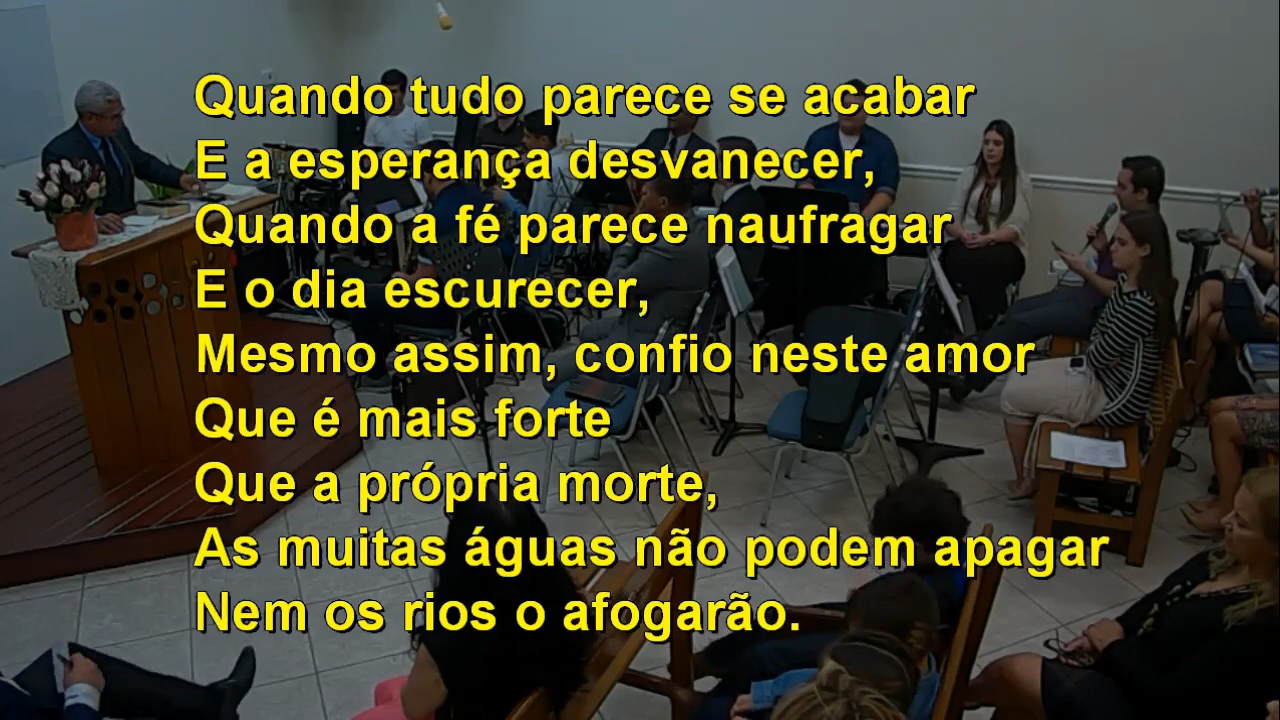 Quando tudo parece se acabar
E a esperança desvanecer,
Quando a fé parece naufragar
E o dia escurecer,
Mesmo assim, confio neste amor
Que é mais forte
Que a própria morte,
As muitas águas não podem apagar
Nem os rios o afogarão.